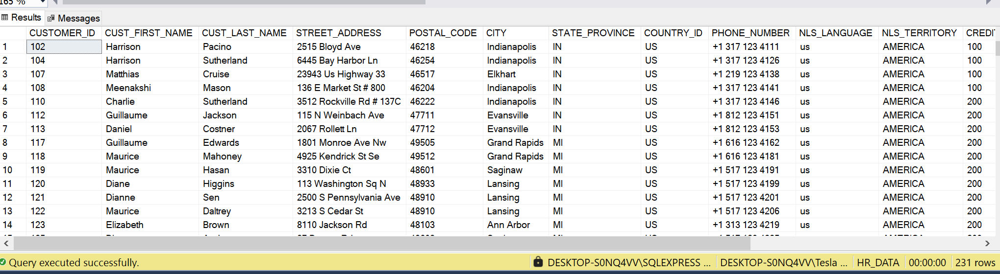 165 %
Results Messages
CUSTOMER_ID CUST_FIRST_NAME CUST_LAST_NAME STREET_ADDRESS POSTAL_CODE CITY STATE_PROVINCE COUNTRY_ID PHONE_NUMBER NLS_LANGUAGE NLS_TERRITORY
1 102 Harrison Pacino 2515 Bloyd Ave 46218 Indianapolis IN US +1 317 123 4111 us AMERICA 100
2 104 Harrison Sutherland 6445 Bay Harbor Ln 46254 Indianapolis IN US +1 317 123 4126 us AMERICA 100
3 107 Matthias Cruise 23943 Us Highway 33 46517 Elkhart IN US +1 219 123 4138 us AMERICA 100
4 108 Meenakshi Mason 136 E Market St # 800 46204 Indianapolis IN US +1 317 123 4141 us AMERICA 100
5 110 Charlie Sutherland 3512 Rockville Rd # 137C 46222 Indianapolis IN US +1 317 123 4146 us AMERICA 200
6 112 Guillaume Jackson 115 N Weinbach Ave 47711 Evansville IN US +1 812 123 4151 us AMERICA 200
7 113 Daniel Costner 2067 Rollett Ln 47712 Evansville IN US +1 812 123 4153 us AMERICA 200
8 117 Guillaume Edwards 1801 Monroe Ave Nw 49505 Grand Rapids MI US +1 616 123 4162 us AMERICA 200
9 118 Maurice Mahoney 4925 Kendrick St Se 49512 Grand Rapids MI US +1 616 123 4181 us AMERICA 200
10 119 Maurice Hasan 3310 Dixie Ct 48601 Saginaw MI US +1 517 123 4191 us AMERICA 200
11 120 Diane Higgins 113 Washington Sq N 48933 Lansing MI US +1 517 123 4199 us AMERICA 200
12 121 Dianne Sen 2500 S Pennsylvania Ave 48910 Lansing MI US +1 517 123 4201 us AMERICA 200
13 122 Maurice Daltrey 3213 S Cedar St 48910 Lansing MI US +1 517 123 4206 us AMERICA 200
14 123 Elizabeth Brown 8110 Jackson Rd 48103 Ann Arbor MI US +1 313 123 4219 us AMERICA 200
Query executed successfully. DESKTOP-S0NQ4VV\SQLEXPRESS ... DESKTOP-S0NQ4VV\Tesla ... HR_DATA 00:00:00 231 rows